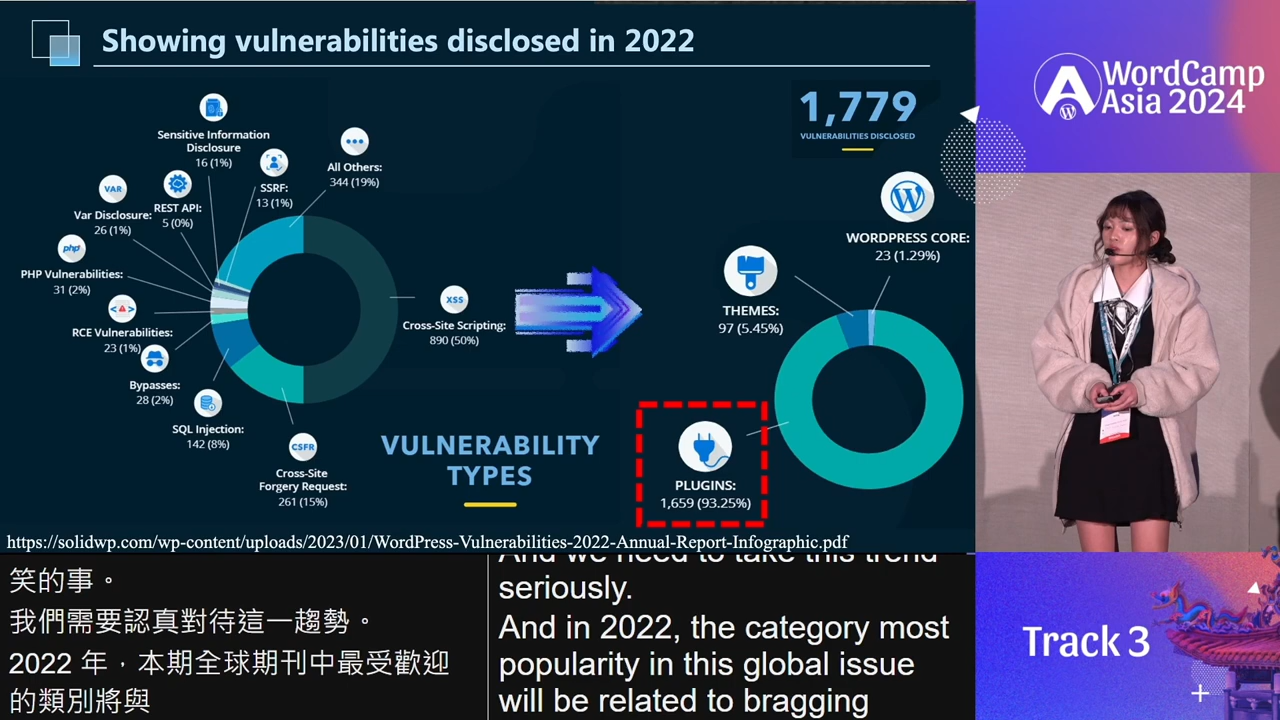 Showing vulnerabilities disclosed in 2022
1,779
VULNERABILITIES DISCLOSED
Sensitive Information
Disclosure
16 (1%)
All Others:
344 (19%)
SSRF:
13 (1%)
VAR
REST API:
5 (0%)
Var Disclosure:
26 (1%)
php
PHP Vulnerabilities:
31 (2%)
RCE Vulnerabilities:
23 (1%)
Bypasses:
28 (2%)
SQL Injection:
142 (8%)
CSFR
Cross-Site
Forgery Request:
261 (15%)
XSS
Cross-Site Scripting:
890 (50%)
VULNERABILITY
TYPES
WORDPRESS CORE:
23 (1.29%)
THEMES:
97 (5.45%)
PLUGINS:
1,659 (93.25%)
https://solidwp.com/wp-content/uploads/2023/01/WordPress-Vulnerabilities-2022-Annual-Report-Infographic.pdf
笑的事。
我們需要認真對待這一趨勢。
2022 年，本期全球期刊中最受歡迎
的類別將與
And we need to take this trend
seriously.
And in 2022, the category most
popularity in this global issue
will be related to bragging
WordCamp
Asia 2024
Track 3